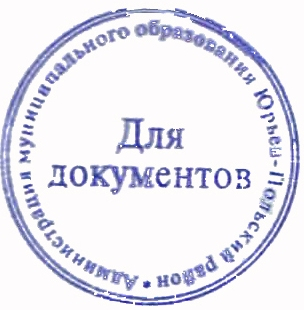 Администрация муниципального образования Юрьев-Польский район •
Для
документов